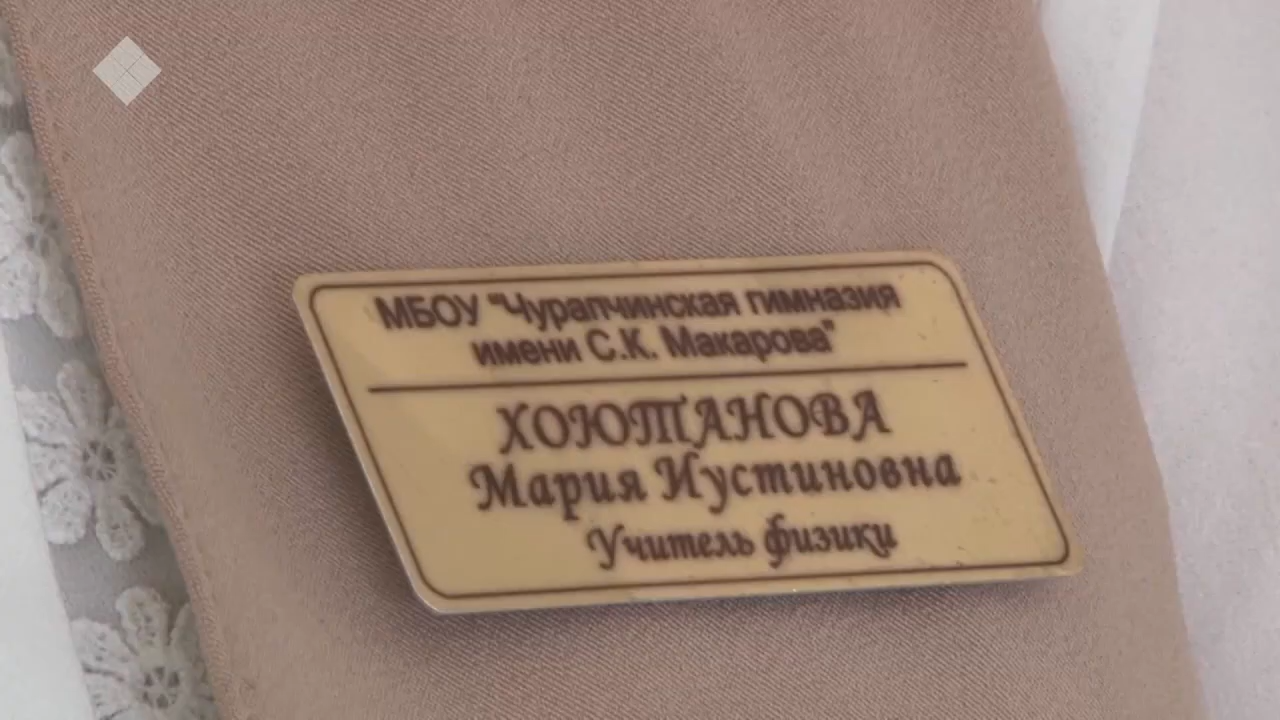 МБОУ "Чурапчинская гимназия
имени С.К. Макарова"
ХОЮТАНОВА
Мария Иустиновна
Учитель физики